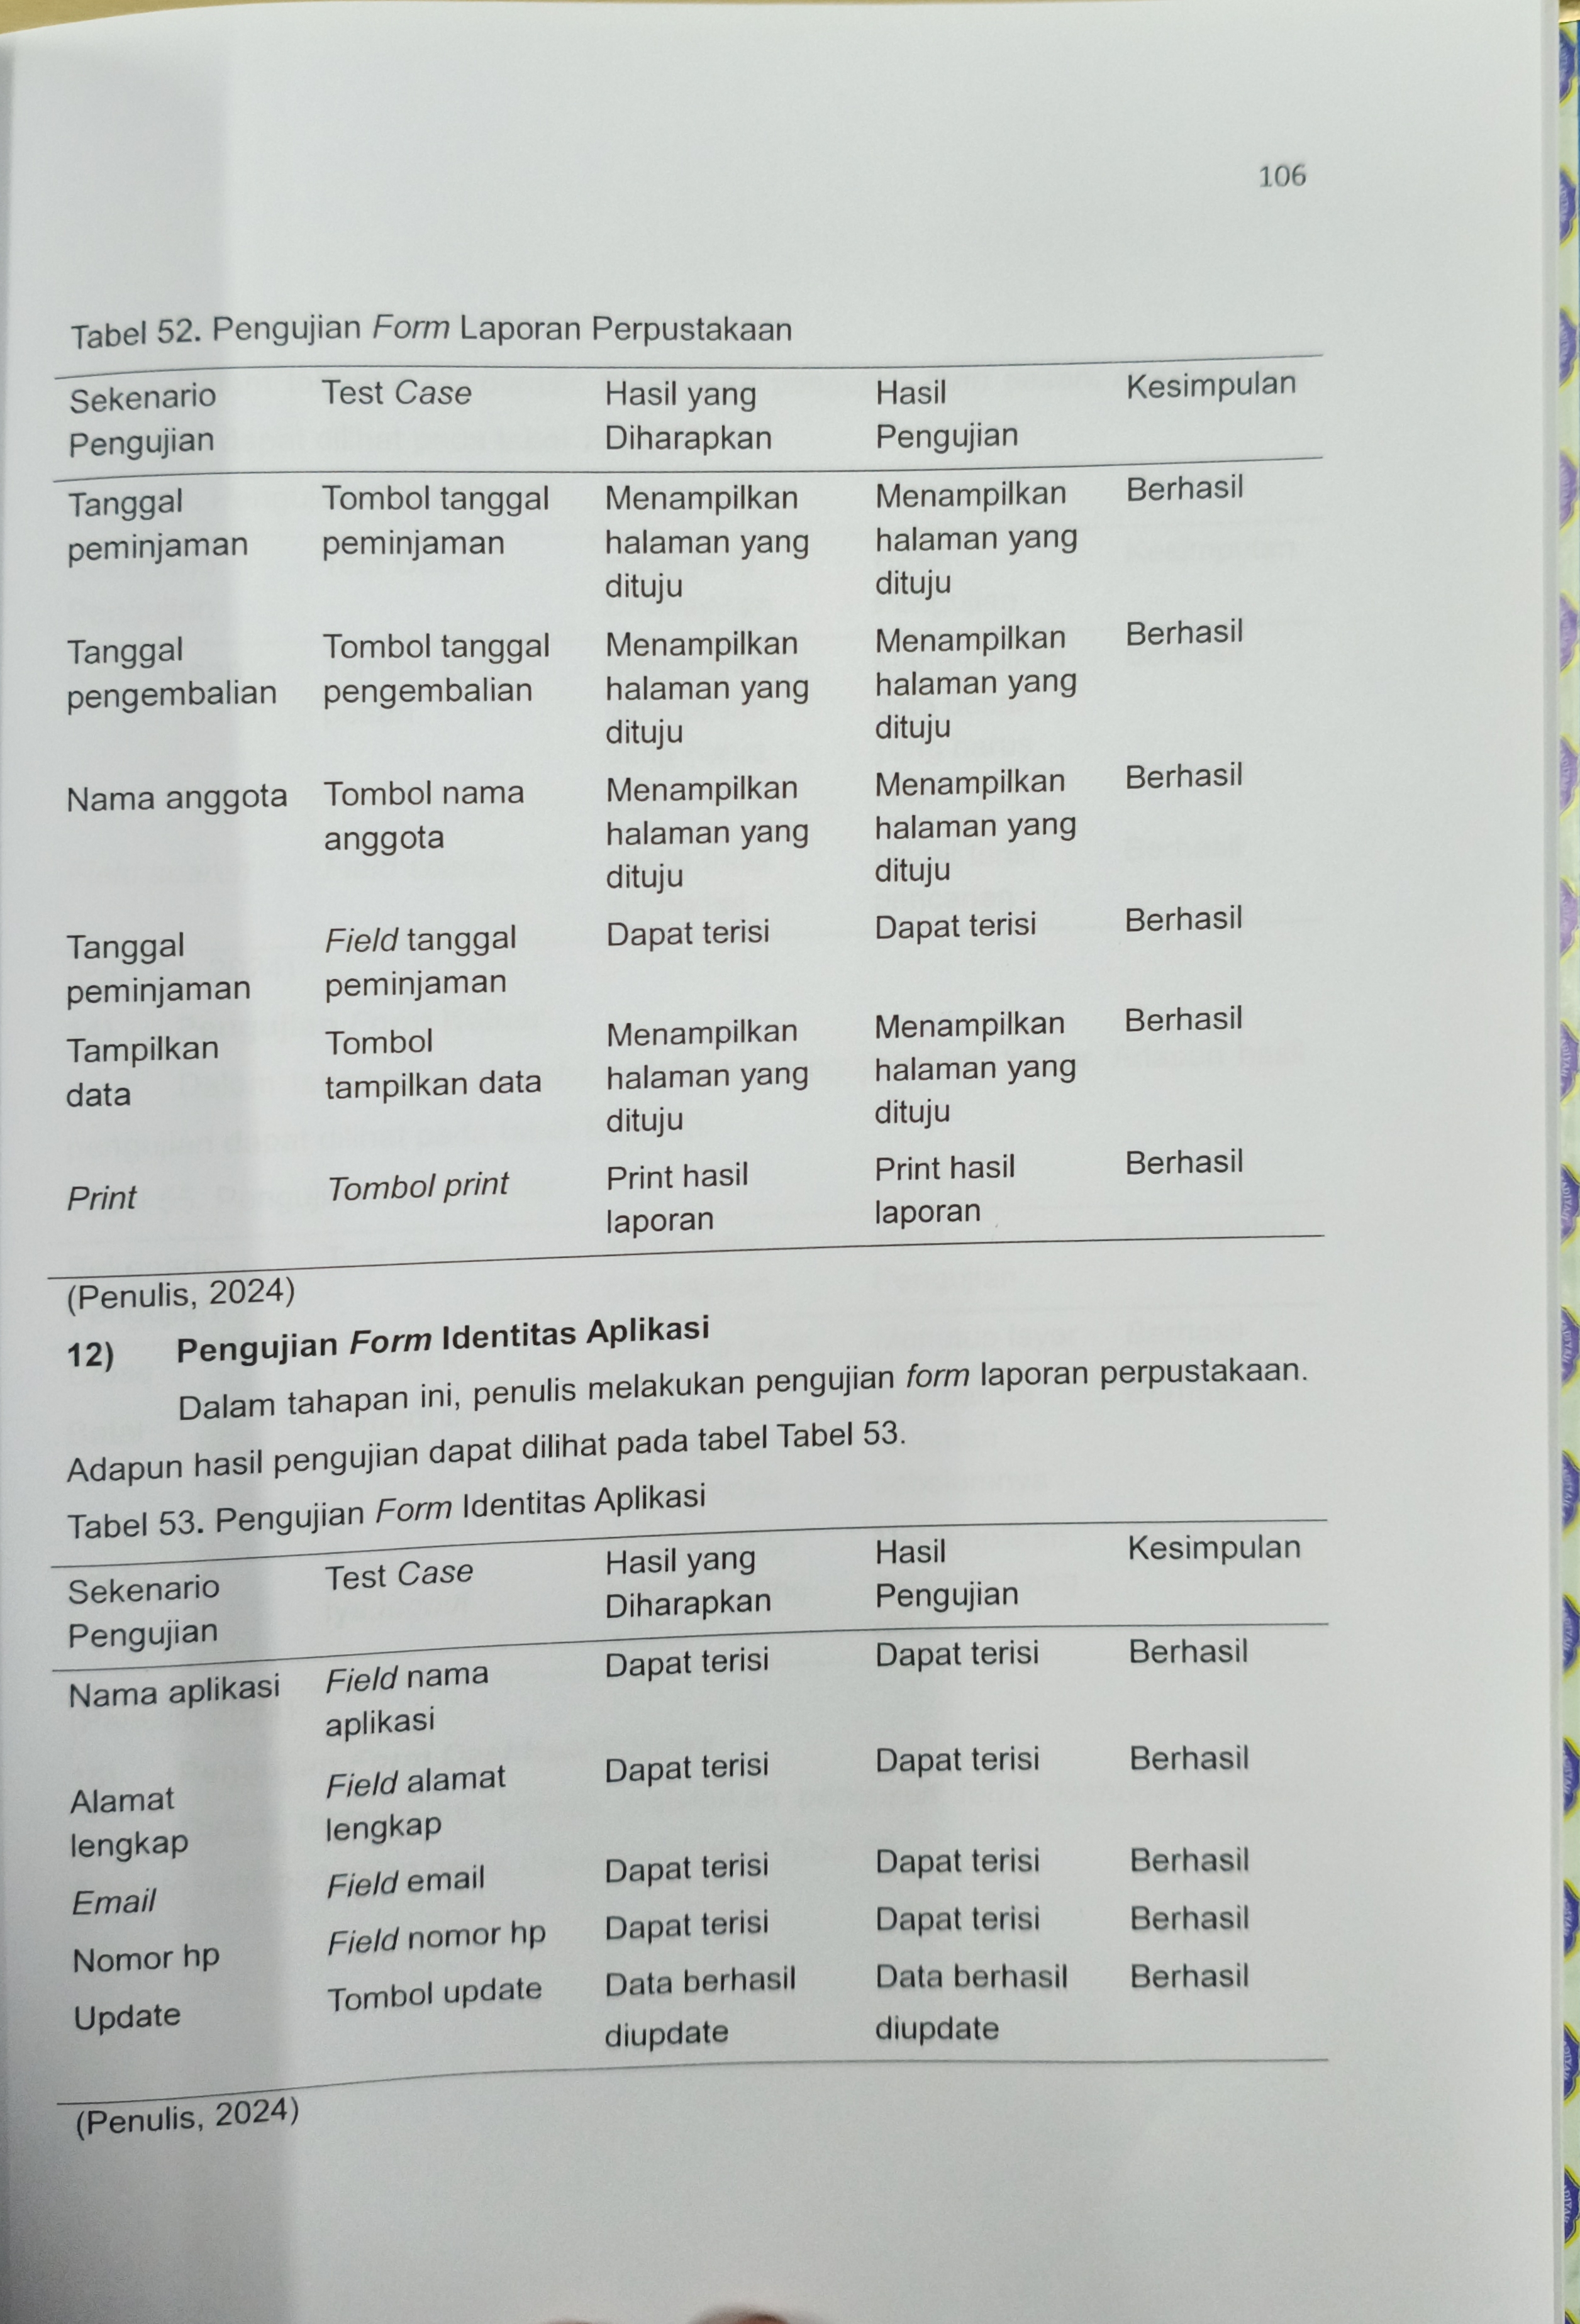 106
Tabel 52. Pengujian Form Laporan Perpustakaan
Sekenario Test Case Hasil yang Hasil Kesimpulan
Pengujian Diharapkan Pengujian
Tanggal Tombol tanggal Menampilkan Menampilkan Berhasil
peminjaman peminjaman halaman yang halaman yang
dituju dituju
Tanggal Tombol tanggal Menampilkan Menampilkan Berhasil
pengembalian pengembalian halaman yang halaman yang
dituju dituju
Nama anggota Tombol nama Menampilkan Menampilkan Berhasil
anggota halaman yang halaman yang
dituju dituju
Tanggal Field tanggal Dapat terisi Dapat terisi Berhasil
peminjaman peminjaman
Tampilkan Tombol Menampilkan Menampilkan Berhasil
data tampilkan data halaman yang halaman yang
dituju dituju
Print Tombol print Print hasil Print hasil Berhasil
laporan laporan
(Penulis, 2024)
12) Pengujian Form Identitas Aplikasi
Dalam tahapan ini, penulis melakukan pengujian form laporan perpustakaan.
Adapun hasil pengujian dapat dilihat pada tabel Tabel 53.
Tabel 53. Pengujian Form Identitas Aplikasi
Sekenario Test Case Hasil yang Hasil Kesimpulan
Pengujian Diharapkan Pengujian
Nama aplikasi Field nama Dapat terisi Dapat terisi Berhasil
aplikasi
Alamat Field alamat Dapat terisi Dapat terisi Berhasil
lengkap lengkap
Email Field email Dapat terisi Dapat terisi Berhasil
Nomor hp Field nomor hp Dapat terisi Dapat terisi Berhasil
Update Tombol update Data berhasil Data berhasil Berhasil
diupdate diupdate
(Penulis, 2024)